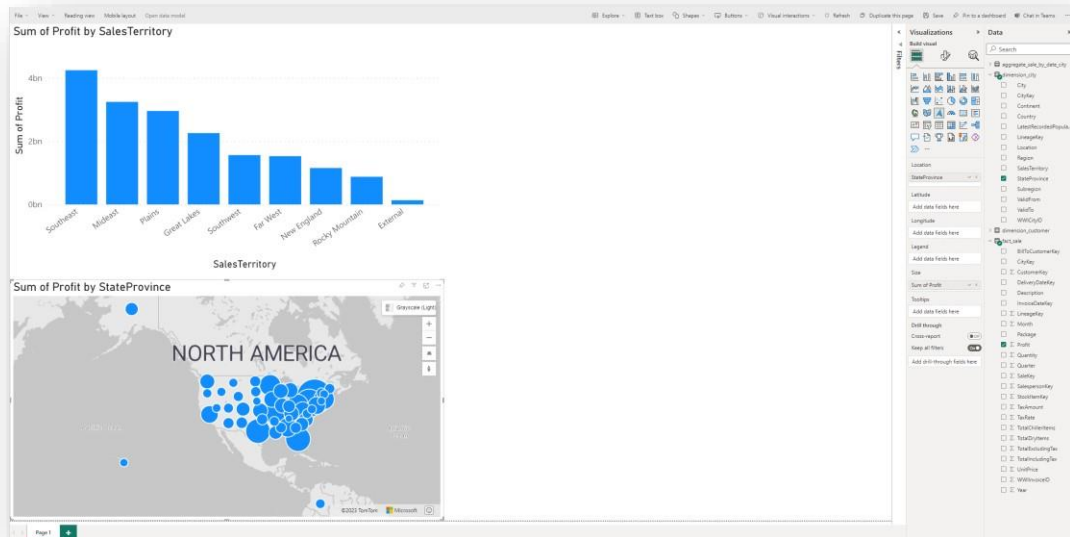 File View Reading view Mobile layout Open data model Explore Text box Shapes Buttons Visual interactions Refresh Duplicate this page Save Pin to a dashboard Chat in Teams
Sum of Profit by SalesTerritory
Sum of Profit
4bn
2bn
0bn
Southeast Mideast Plains Great Lakes Southwest Far West New England Rocky Mountain External
SalesTerritory
Sum of Profit by StateProvince
Grayscale (Light)
NORTH AMERICA
©2023 TomTom Microsoft
Page 1
Filters
Visualizations
Build visual
Location
StateProvince
Latitude
Add data fields here
Longitude
Add data fields here
Legend
Add data fields here
Size
Sum of Profit
Tooltips
Add data fields here
Drill through
Cross-report
Keep all filters
Add drill-through fields here
Data
Search
aggregate_sale_by_date_city
dimension_city
City
CityKey
Continent
Country
LatestRecordedPopula...
LineageKey
Location
Region
SalesTerritory
StateProvince
Subregion
ValidFrom
ValidTo
WWICityID
dimension_customer
fact_sale
BillToCustomerKey
CityKey
CustomerKey
DeliveryDateKey
Description
InvoiceDateKey
LineageKey
Month
Package
Profit
Quantity
Quarter
SaleKey
SalespersonKey
StockItemKey
TaxAmount
TaxRate
TotalChillerItems
TotalDryItems
TotalExcludingTax
TotalIncludingTax
UnitPrice
WWIInvoiceID
Year